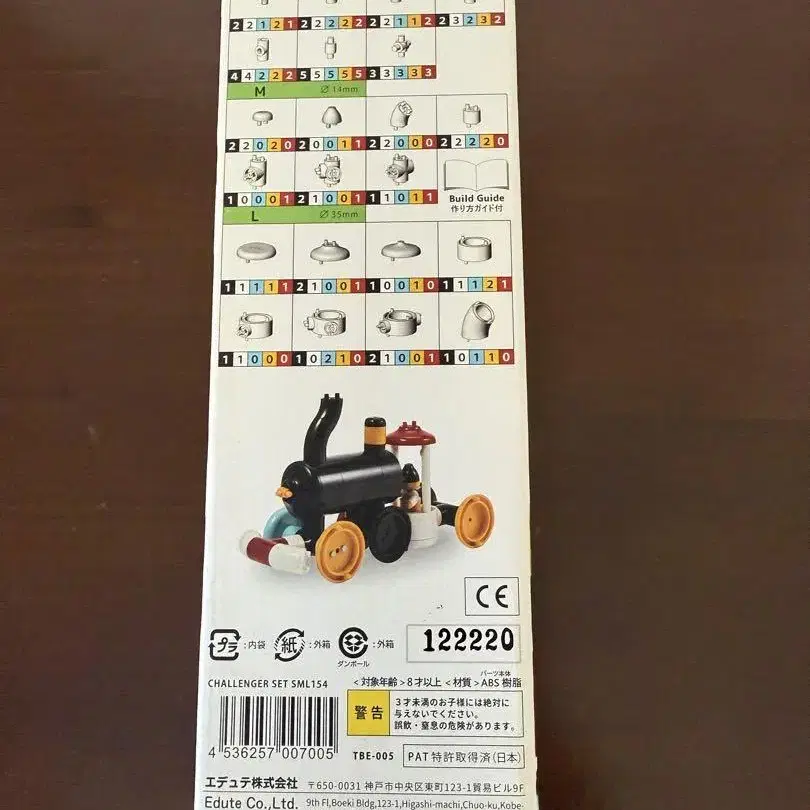 2 2 1 2 1 2 2 2 2 2 2 2 1 1 2 2 3 2 3 2
4 4 2 2 2 5 5 5 5 5 3 3 3 3 3
M ∅14mm
2 2 0 2 0 2 0 0 1 1 2 2 0 0 0 2 2 2 2 0
1 0 0 0 1 2 1 0 0 1 1 1 0 1 1
Build Guide
作り方ガイド付
L ∅35mm
1 1 1 1 1 2 1 0 0 1 1 0 0 1 0 1 1 1 2 1
1 1 0 0 0 1 0 2 1 0 2 1 0 0 1 1 0 1 1 0
CE
プラ :内袋 紙 :外箱 ダンボール :外箱 122220
パーツ本体
CHALLENGER SET SML154 <対象年齢>8才以上 <材質>ABS樹脂
警告
3才未満のお子様には絶対に
与えないでください。
誤飲・窒息の危険があります。
4 536257 007005 TBE-005 PAT特許取得済(日本)
エデュテ株式会社 〒650-0031 神戸市中央区東町123-1貿易ビル9F
Edute Co.,Ltd. 9th Fl,Boeki Bldg,123-1,Higashi-machi,Chuo-ku,Kobe-